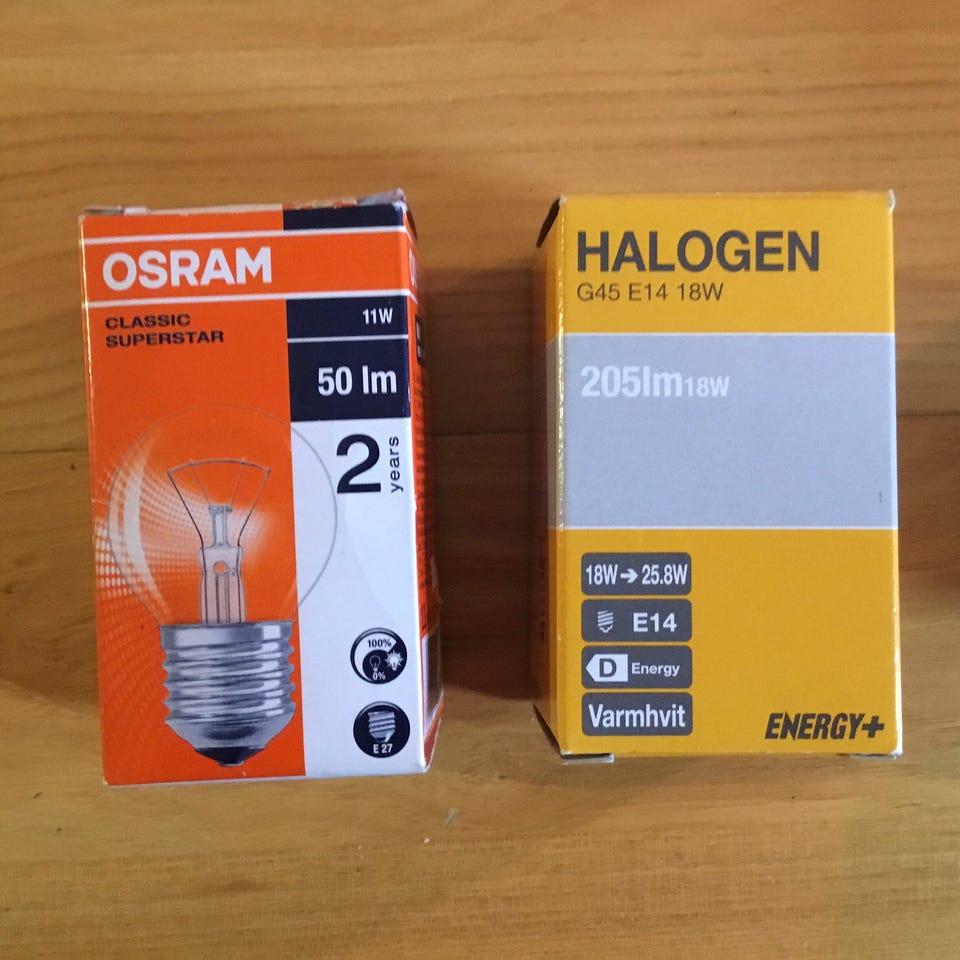 OSRAM
CLASSIC
SUPERSTAR
11W
50 lm
2
years
100%
0%
E 27
HALOGEN
G45 E14 18W
205lm18W
18W➔25.8W
E14
D Energy
Varmhvit
ENERGY+